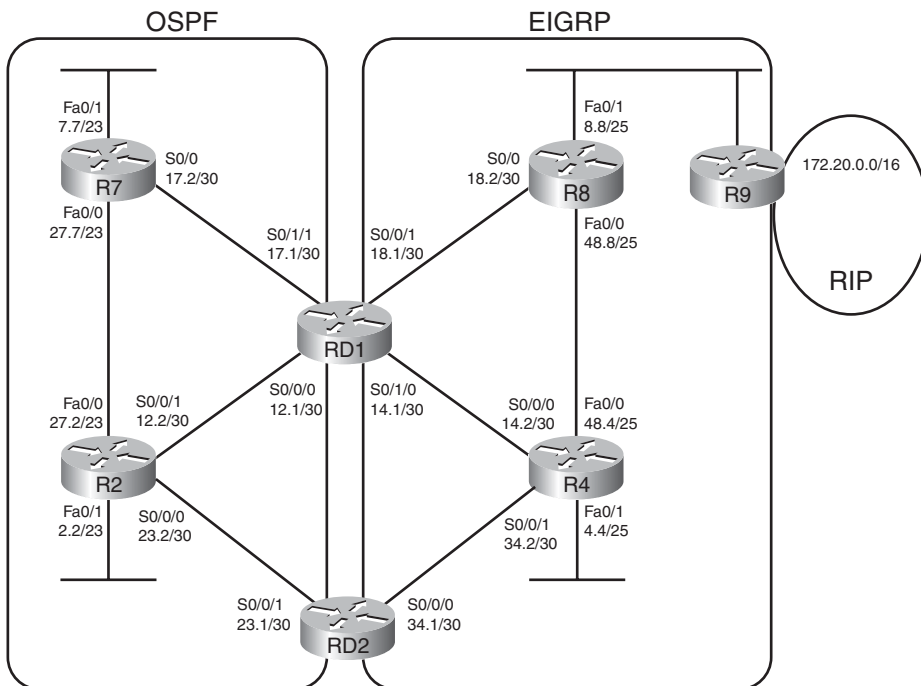 OSPF
EIGRP
Fa0/1
7.7/23
S0/0
17.2/30
R7
Fa0/0
27.7/23
S0/1/1
17.1/30
Fa0/1
8.8/25
S0/0
18.2/30
R8
R9
172.20.0.0/16
RIP
Fa0/0
48.8/25
S0/0/1
18.1/30
RD1
S0/0/0
12.1/30
S0/1/0
14.1/30
Fa0/0
27.2/23
S0/0/1
12.2/30
R2
Fa0/1
2.2/23
S0/0/0
23.2/30
S0/0/0
14.2/30
Fa0/0
48.4/25
R4
S0/0/1
34.2/30
Fa0/1
4.4/25
S0/0/1
23.1/30
RD2
S0/0/0
34.1/30